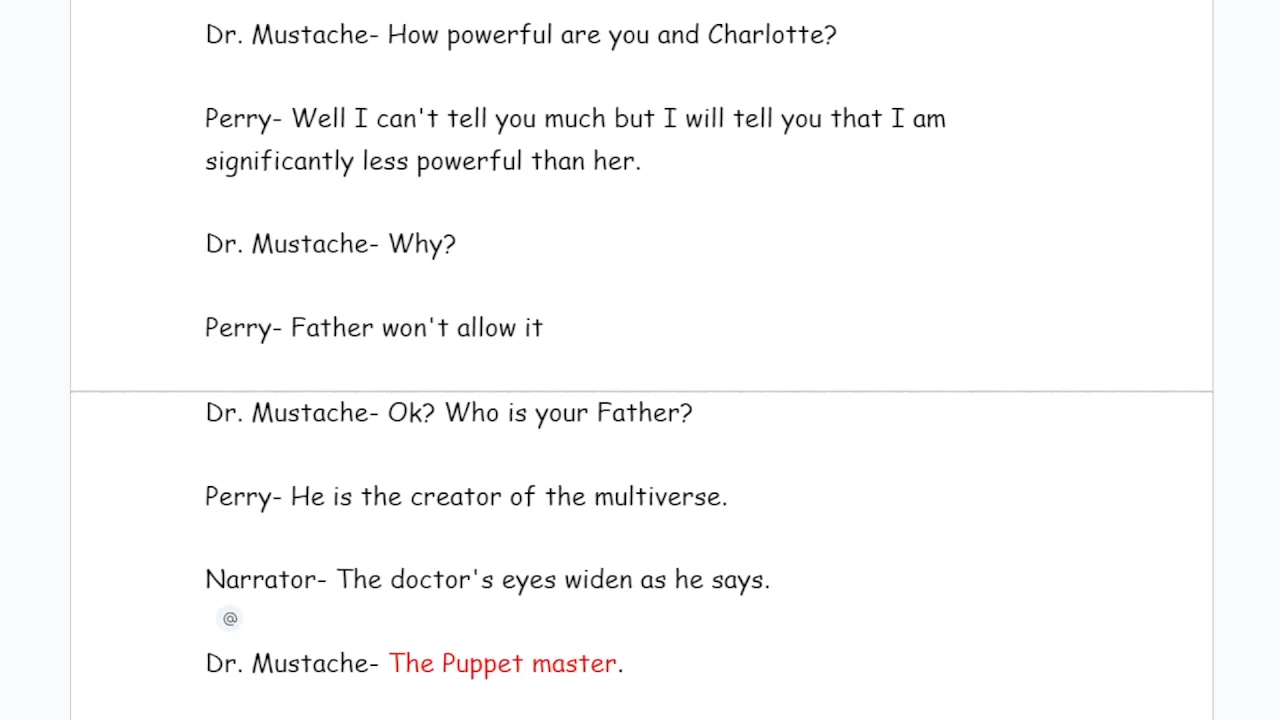 Dr. Mustache- How powerful are you and Charlotte?
Perry- Well I can't tell you much but I will tell you that I am
significantly less powerful than her.
Dr. Mustache- Why?
Perry- Father won't allow it
Dr. Mustache- Ok? Who is your Father?
Perry- He is the creator of the multiverse.
Narrator- The doctor's eyes widen as he says.
@
Dr. Mustache- The Puppet master.